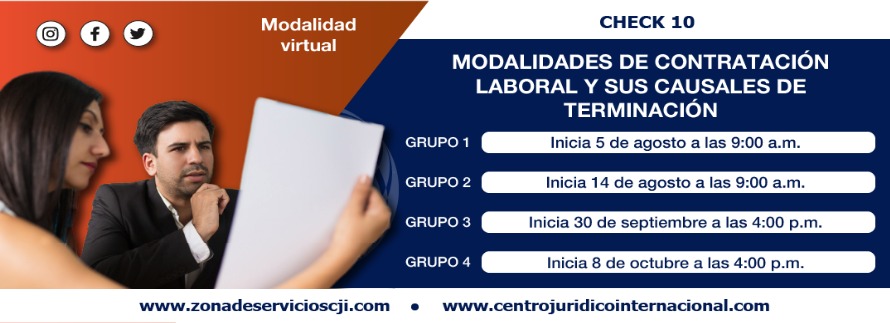 Modalidad
virtual
CHECK 10
MODALIDADES DE CONTRATACIÓN
LABORAL Y SUS CAUSALES DE
TERMINACIÓN
GRUPO 1 Inicia 5 de agosto a las 9:00 a.m.
GRUPO 2 Inicia 14 de agosto a las 9:00 a.m.
GRUPO 3 Inicia 30 de septiembre a las 4:00 p.m.
GRUPO 4 Inicia 8 de octubre a las 4:00 p.m.
www.zonadeservicioscji.com • www.centrojuridicointernacional.com